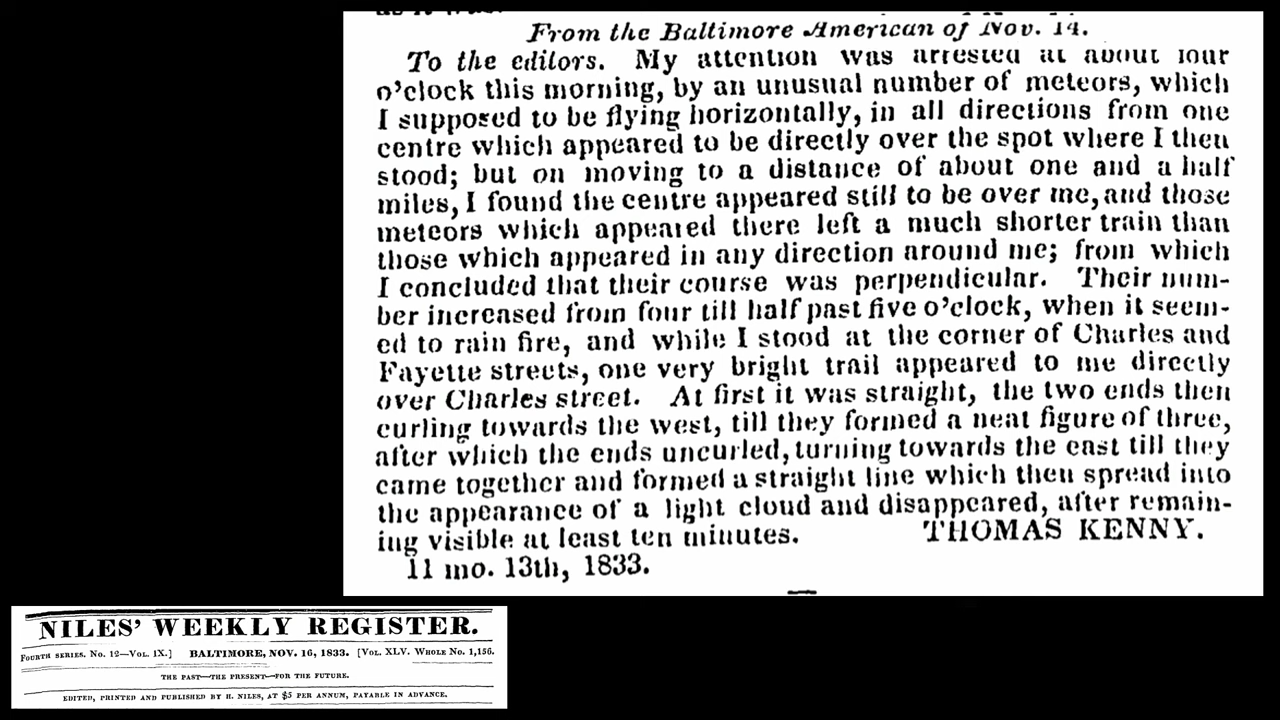 From the Baltimore American of Nov. 14.
To the editors. My attention was arrested at about four
o'clock this morning, by an unusual number of meteors, which
I supposed to be flying horizontally, in all directions from one
centre which appeared to be directly over the spot where I then
stood; but on moving to a distance of about one and a half
miles, I found the centre appeared still to be over me, and those
meteors which appeared there left a much shorter train than
those which appeared in any direction around me; from which
I concluded that their course was perpendicular. Their num-
ber increased from four till half past five o'clock, when it seem-
ed to rain fire, and while I stood at the corner of Charles and
Fayette streets, one very bright trail appeared to me directly
over Charles street. At first it was straight, the two ends then
curling towards the west, till they formed a neat figure of three,
after which the ends uncurled, turning towards the east till they
came together and formed a straight line which then spread into
the appearance of a light cloud and disappeared, after remain-
ing visible at least ten minutes. THOMAS KENNY.
11 mo. 13th, 1833.
NILES' WEEKLY REGISTER.
FOURTH SERIES. No. 12—VOL. IX.] BALTIMORE, NOV. 16, 1833. [VOL. XLV. WHOLE No. 1,156.
THE PAST—THE PRESENT—FOR THE FUTURE.
EDITED, PRINTED AND PUBLISHED BY H. NILES, AT $5 PER ANNUM, PAYABLE IN ADVANCE.